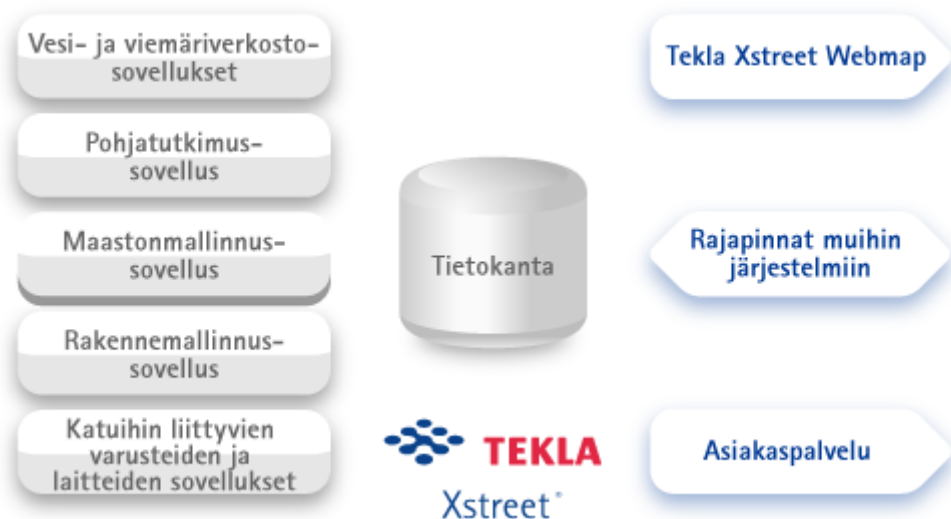 Vesi- ja viemäriverkosto-
sovellukset
Pohjatutkimus-
sovellus
Maastonmallinnus-
sovellus
Rakennemallinnus-
sovellus
Katuihin liittyvien
varusteiden ja
laitteiden sovellukset
Tietokanta
TEKLA
Xstreet®
Tekla Xstreet Webmap
Rajapinnat muihin
järjestelmiin
Asiakaspalvelu